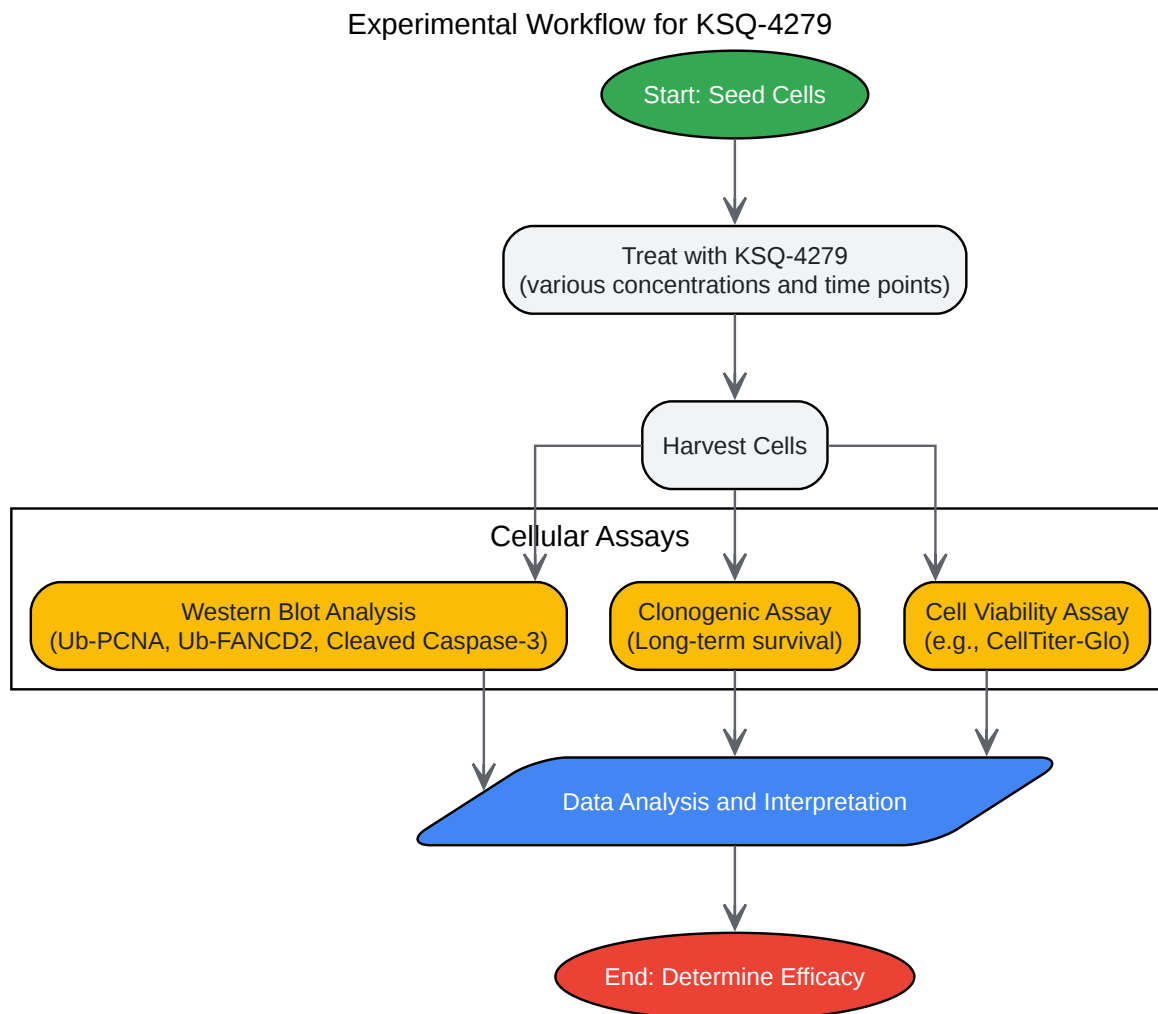 Experimental Workflow for KSQ-4279
Start: Seed Cells
Treat with KSQ-4279
(various concentrations and time points)
Harvest Cells
Cellular Assays
Western Blot Analysis
(Ub-PCNA, Ub-FANCD2, Cleaved Caspase-3)
Clonogenic Assay
(Long-term survival)
Cell Viability Assay
(e.g., CellTiter-Glo)
Data Analysis and Interpretation
End: Determine Efficacy